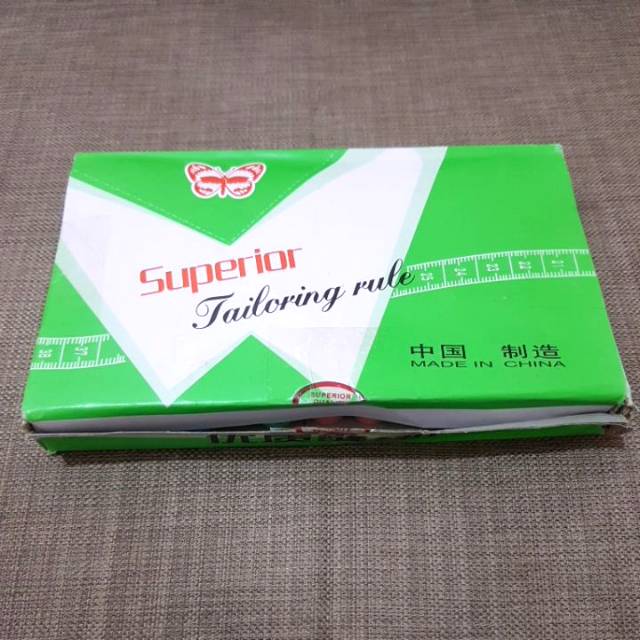 Superior
Tailoring rule
中国 制造
MADE IN CHINA
SUPERIOR